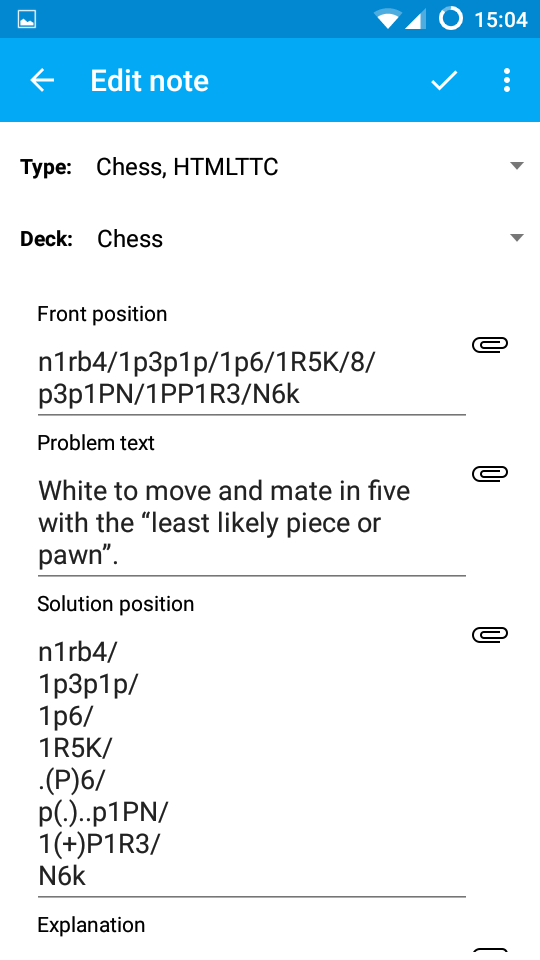 15:04
Edit note
Type: Chess, HTMLTTC
Deck: Chess
Front position
n1rb4/1p3p1p/1p6/1R5K/8/
p3p1PN/1PP1R3/N6k
Problem text
White to move and mate in five
with the “least likely piece or
pawn”.
Solution position
n1rb4/
1p3p1p/
1p6/
1R5K/
.(P)6/
p(.)..p1PN/
1(+)P1R3/
N6k
Explanation